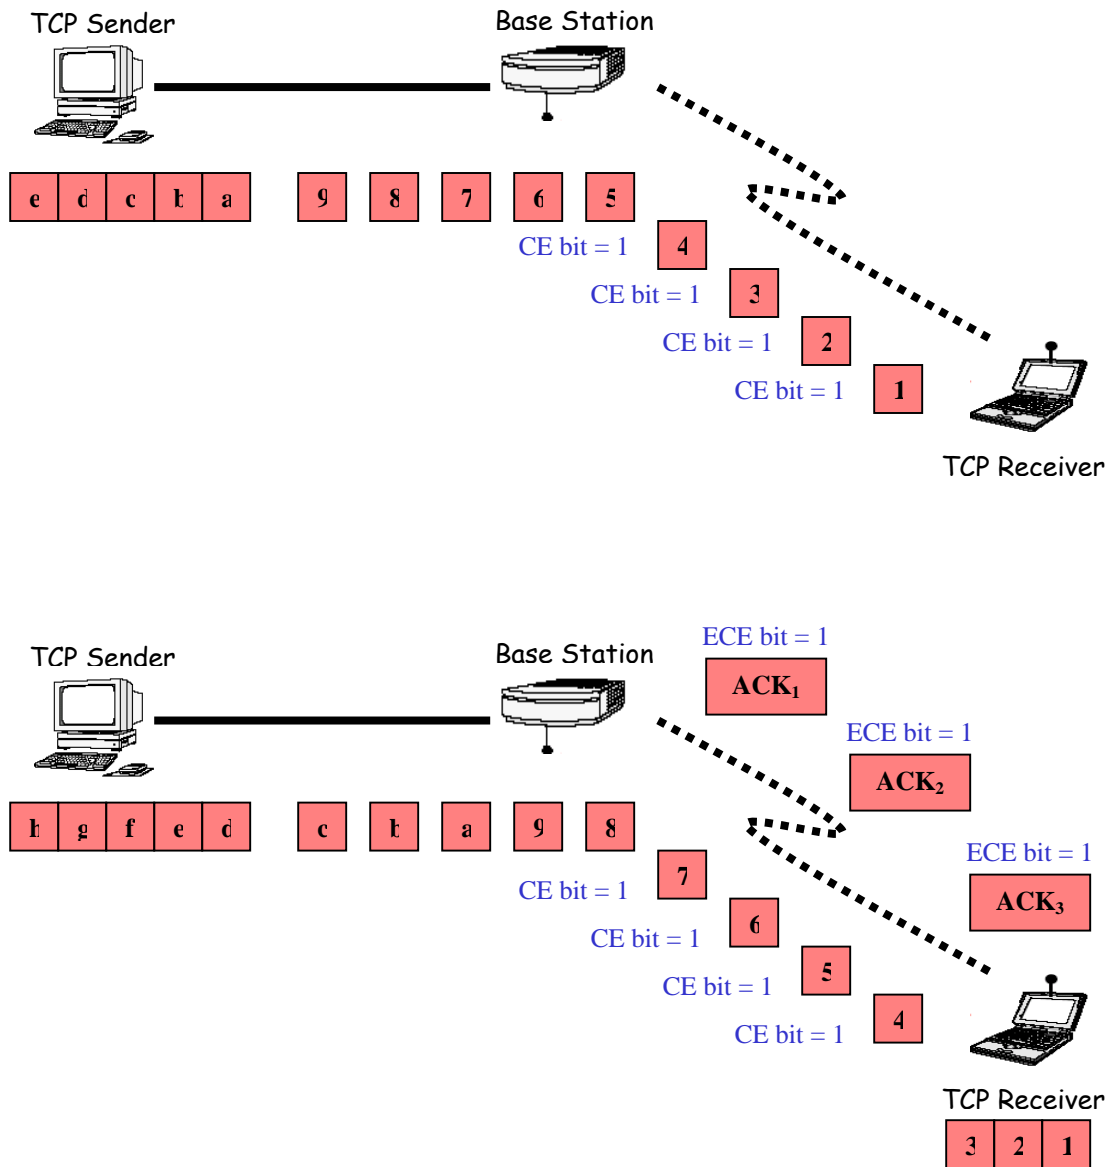 TCP Sender
Base Station
e d c b a 9 8 7 6 5
CE bit = 1 4
CE bit = 1 3
CE bit = 1 2
CE bit = 1 1
TCP Receiver
ECE bit = 1
TCP Sender
Base Station
ACK₁
ECE bit = 1
ACK₂
h g f e d c b a 9 8
ECE bit = 1
CE bit = 1 7
ACK₃
CE bit = 1 6
CE bit = 1 5
CE bit = 1 4
TCP Receiver
3 2 1